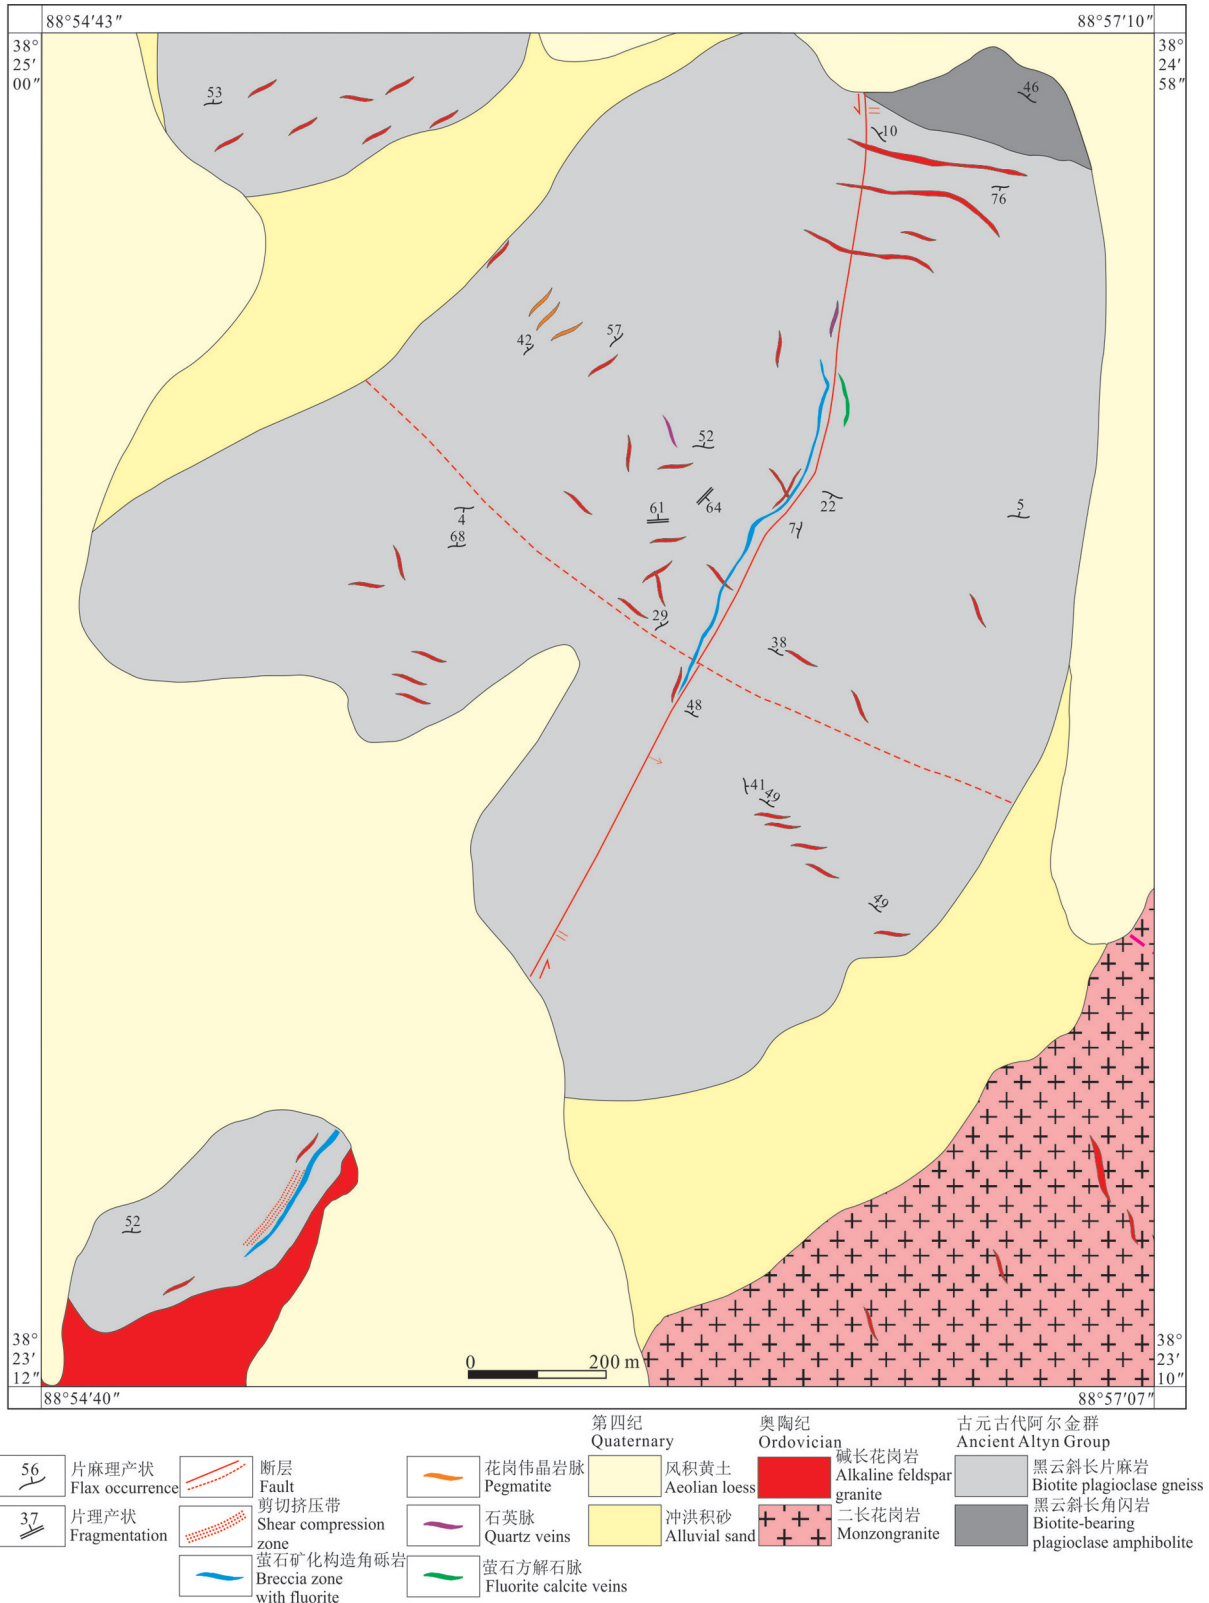 88°54′43″
88°57′10″
38°
25′
00″
38°
24′
58″
53
46
10
76
42
57
52
61
64
22
7
5
4
68
29
38
48
41
49
49
52
38°
23′
12″
38°
23′
10″
0
200 m
88°54′40″
88°57′07″
第四纪
Quaternary
奥陶纪
Ordovician
古元古代阿尔金群
Ancient Altyn Group
56
片麻理产状
Flax occurrence
断层
Fault
花岗伟晶岩脉
Pegmatite
风积黄土
Aeolian loess
碱长花岗岩
Alkaline feldspar
granite
黑云斜长片麻岩
Biotite plagioclase gneiss
37
片理产状
Fragmentation
剪切挤压带
Shear compression
zone
石英脉
Quartz veins
冲洪积砂
Alluvial sand
二长花岗岩
Monzongranite
黑云斜长角闪岩
Biotite-bearing
plagioclase amphibolite
萤石矿化构造角砾岩
Breccia zone
with fluorite
萤石方解石脉
Fluorite calcite veins